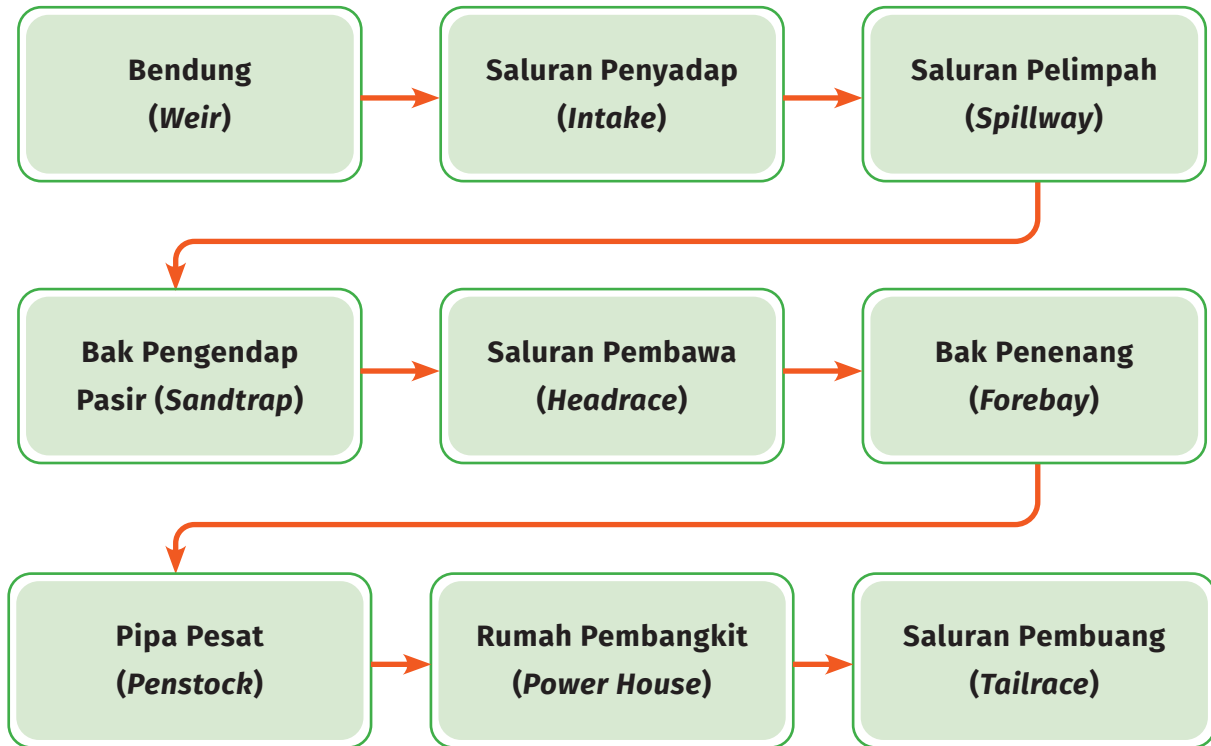 Bendung
(Weir)
Saluran Penyadap
(Intake)
Saluran Pelimpah
(Spillway)
Bak Pengendap
Pasir (Sandtrap)
Saluran Pembawa
(Headrace)
Bak Penenang
(Forebay)
Pipa Pesat
(Penstock)
Rumah Pembangkit
(Power House)
Saluran Pembuang
(Tailrace)